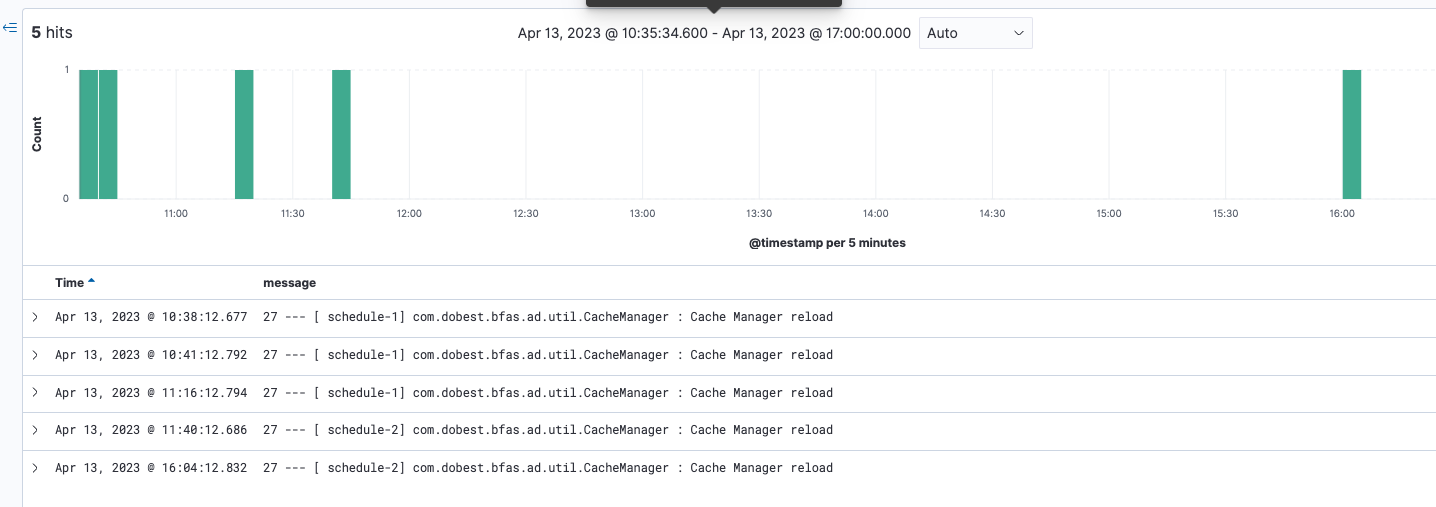 5 hits
Apr 13, 2023 @ 10:35:34.600 - Apr 13, 2023 @ 17:00:00.000 Auto
1
Count
0
11:00 11:30 12:00 12:30 13:00 13:30 14:00 14:30 15:00 15:30 16:00
@timestamp per 5 minutes
Time message
Apr 13, 2023 @ 10:38:12.677 27 --- [ schedule-1] com.dobest.bfas.ad.util.CacheManager : Cache Manager reload
Apr 13, 2023 @ 10:41:12.792 27 --- [ schedule-1] com.dobest.bfas.ad.util.CacheManager : Cache Manager reload
Apr 13, 2023 @ 11:16:12.794 27 --- [ schedule-1] com.dobest.bfas.ad.util.CacheManager : Cache Manager reload
Apr 13, 2023 @ 11:40:12.686 27 --- [ schedule-2] com.dobest.bfas.ad.util.CacheManager : Cache Manager reload
Apr 13, 2023 @ 16:04:12.832 27 --- [ schedule-2] com.dobest.bfas.ad.util.CacheManager : Cache Manager reload